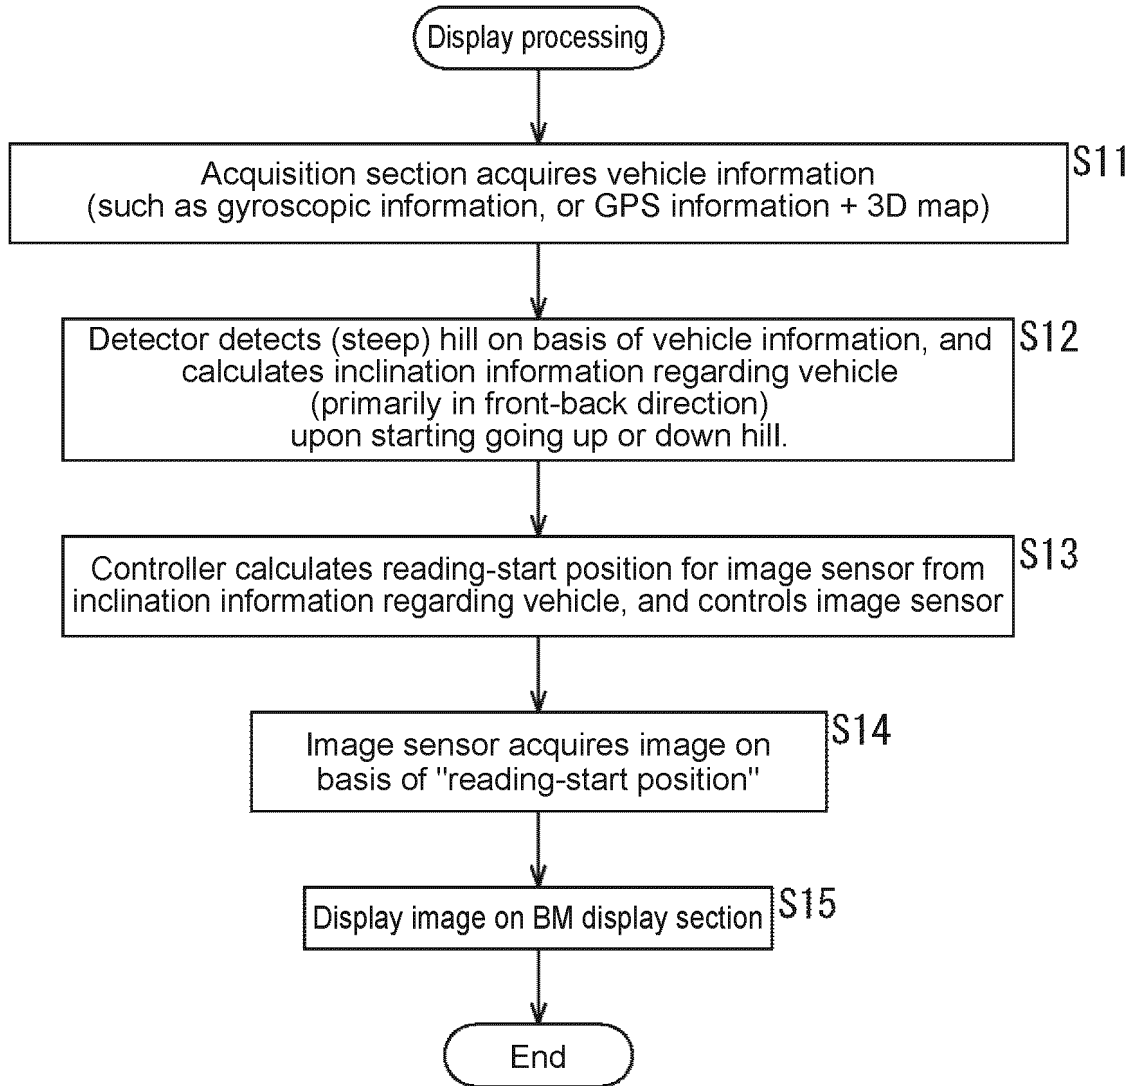 Display processing
S11
Acquisition section acquires vehicle information
(such as gyroscopic information, or GPS information + 3D map)
S12
Detector detects (steep) hill on basis of vehicle information, and
calculates inclination information regarding vehicle
(primarily in front-back direction)
upon starting going up or down hill.
S13
Controller calculates reading-start position for image sensor from
inclination information regarding vehicle, and controls image sensor
S14
Image sensor acquires image on
basis of "reading-start position"
S15
Display image on BM display section
End